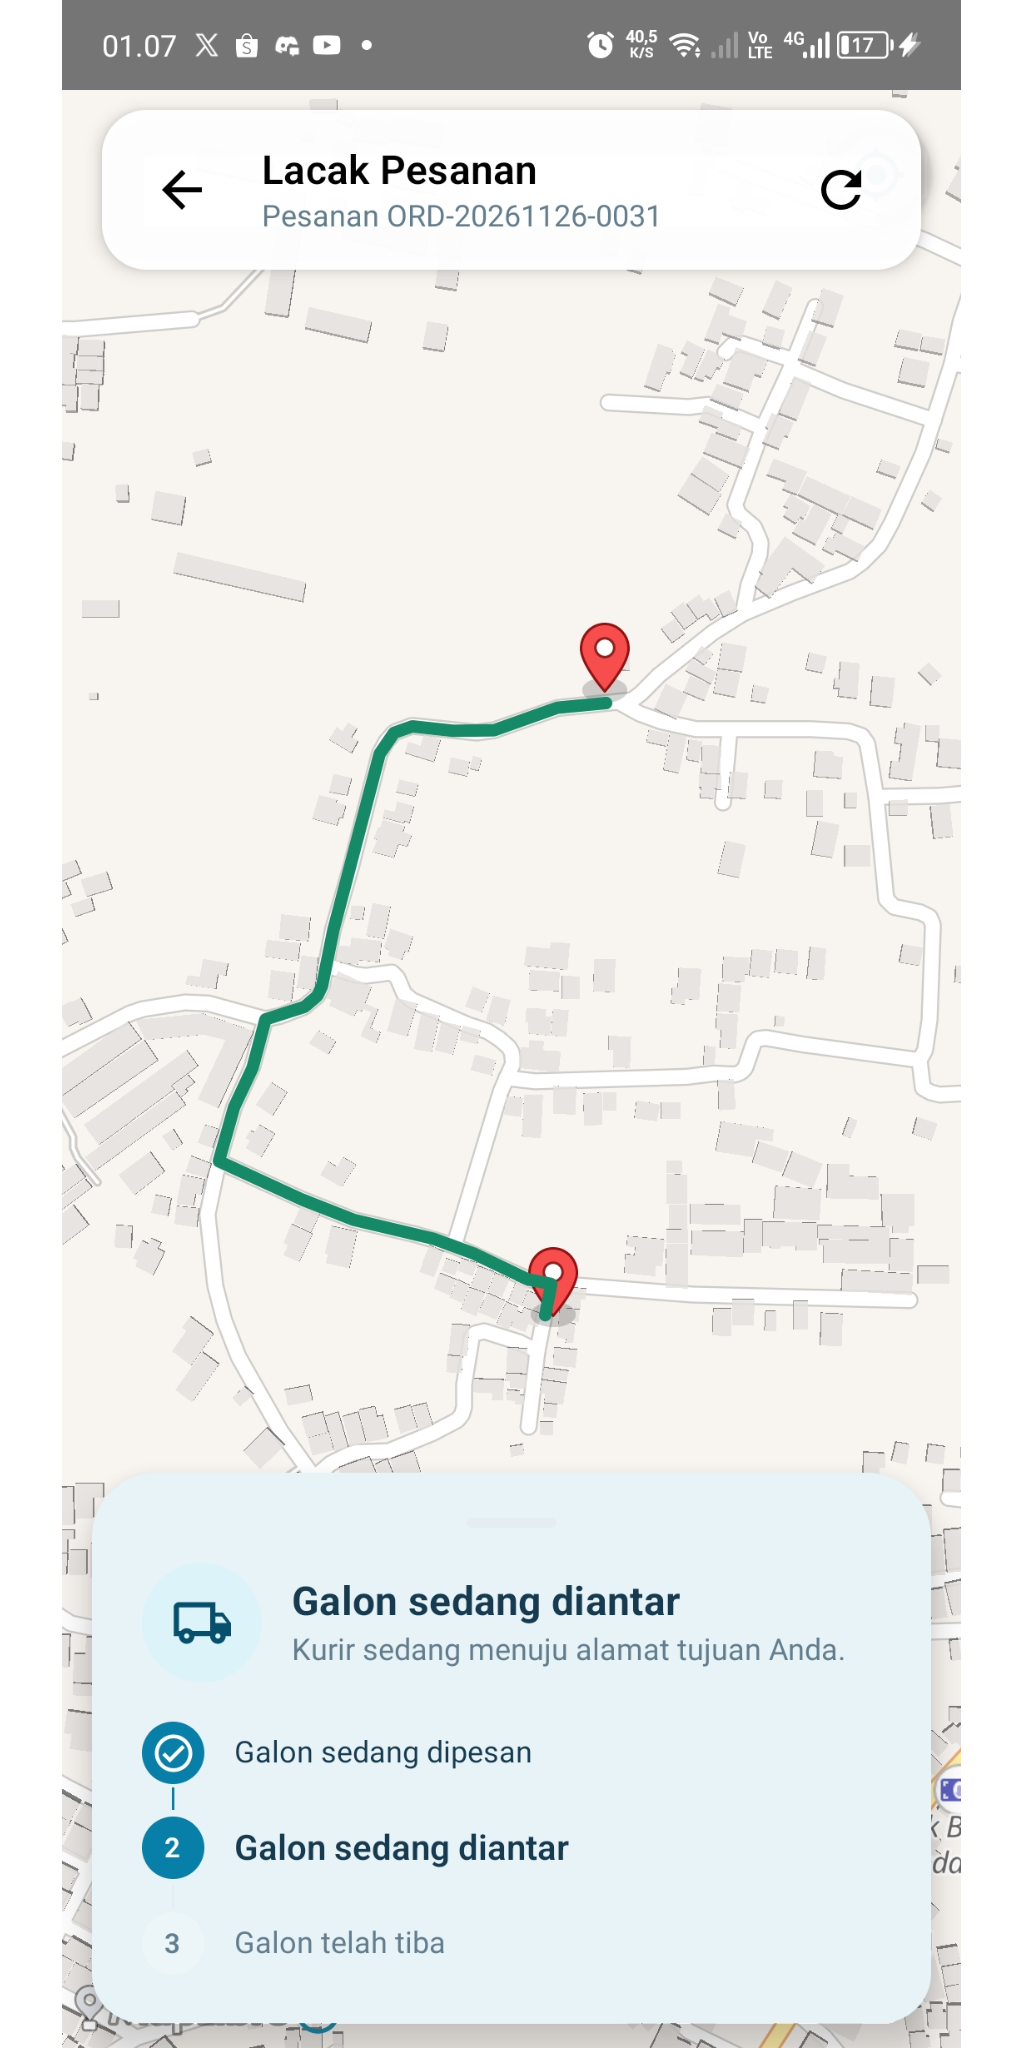 01.07
40,5
K/S
Vo
LTE
4G
17
Lacak Pesanan
Pesanan ORD-20261126-0031
Galon sedang diantar
Kurir sedang menuju alamat tujuan Anda.
Galon sedang dipesan
2
Galon sedang diantar
3
Galon telah tiba